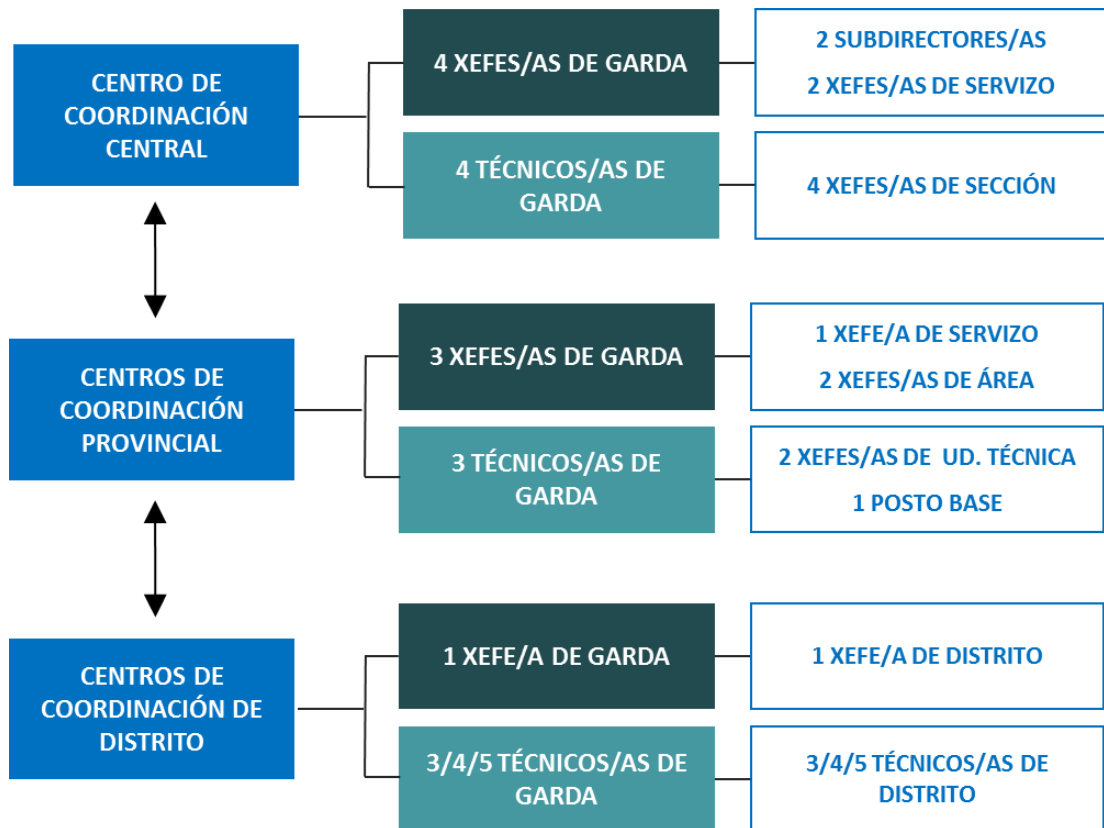 CENTRO DE
COORDINACIÓN
CENTRAL
4 XEFES/AS DE GARDA
2 SUBDIRECTORES/AS
2 XEFES/AS DE SERVIZO
4 TÉCNICOS/AS DE
GARDA
4 XEFES/AS DE SECCIÓN
CENTROS DE
COORDINACIÓN
PROVINCIAL
3 XEFES/AS DE GARDA
1 XEFE/A DE SERVIZO
2 XEFES/AS DE ÁREA
3 TÉCNICOS/AS DE
GARDA
2 XEFES/AS DE UD. TÉCNICA
1 POSTO BASE
CENTROS DE
COORDINACIÓN DE
DISTRITO
1 XEFE/A DE GARDA
1 XEFE/A DE DISTRITO
3/4/5 TÉCNICOS/AS DE
GARDA
3/4/5 TÉCNICOS/AS DE
DISTRITO